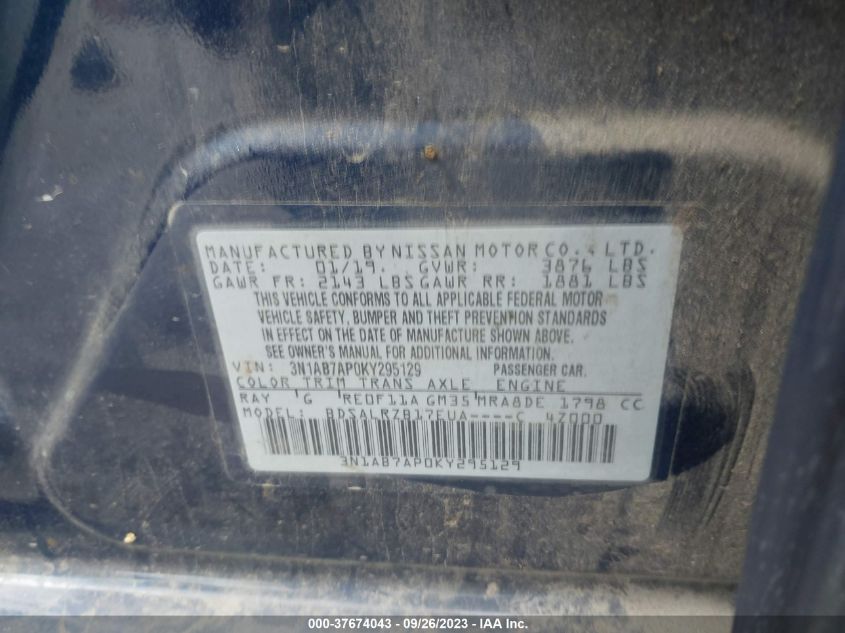 MANUFACTURED BY NISSAN MOTOR CO., LTD.
DATE: 01/19. GVWR: 3876 LBS
GAWR FR: 2143 LBS GAWR RR: 1881 LBS
THIS VEHICLE CONFORMS TO ALL APPLICABLE FEDERAL MOTOR
VEHICLE SAFETY, BUMPER AND THEFT PREVENTION STANDARDS
IN EFFECT ON THE DATE OF MANUFACTURE SHOWN ABOVE.
SEE OWNER'S MANUAL FOR ADDITIONAL INFORMATION.
VIN: 3N1AB7AP0KY295129 PASSENGER CAR.
COLOR TRIM TRANS AXLE ENGINE
RAY G RE0F11A GM35 MRA8DE 1798 CC
MODEL: BDSALRZB17EUA----C 4Z000
3N1AB7AP0KY295129
000-37674043 - 09/26/2023 - IAA Inc.